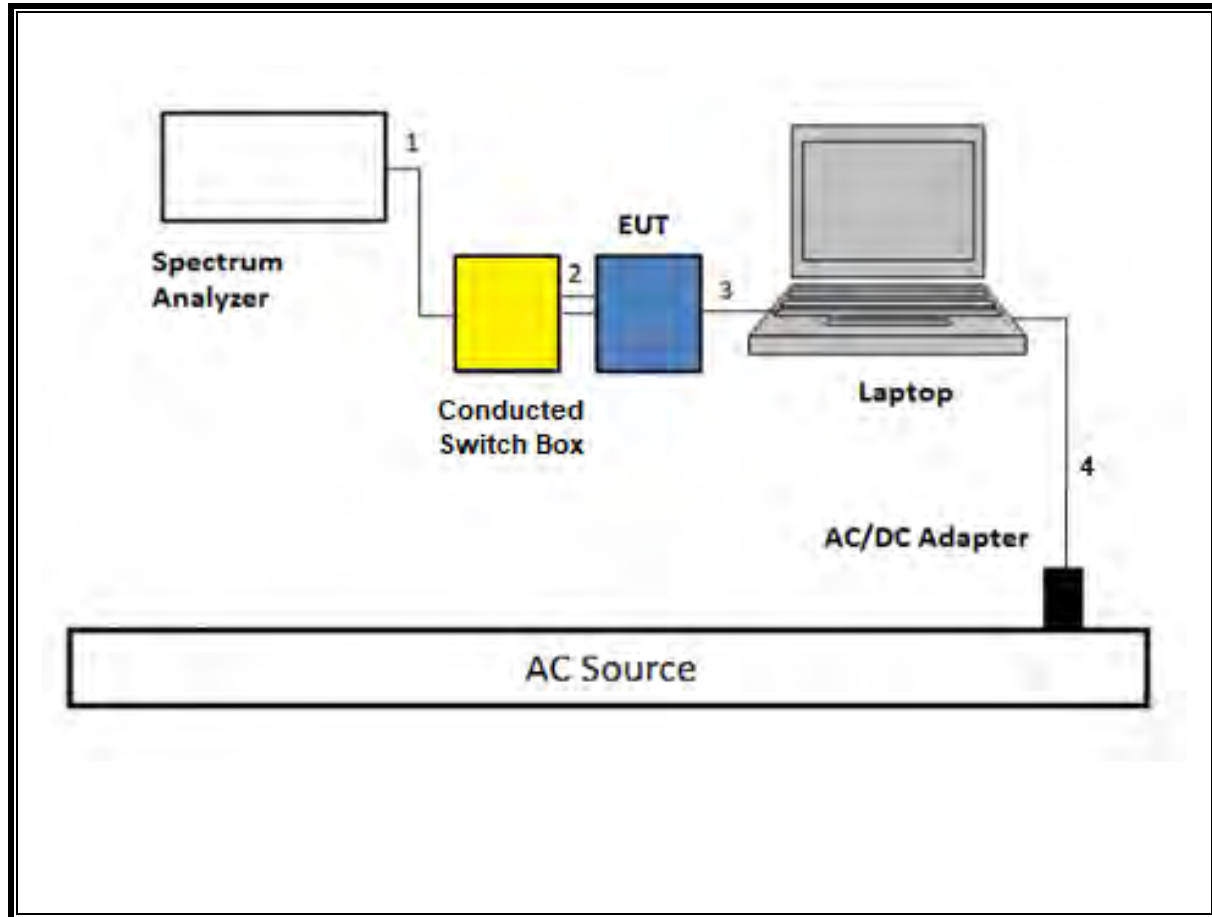 1
Spectrum
Analyzer
EUT
2
3
Conducted
Switch Box
Laptop
4
AC/DC Adapter
AC Source